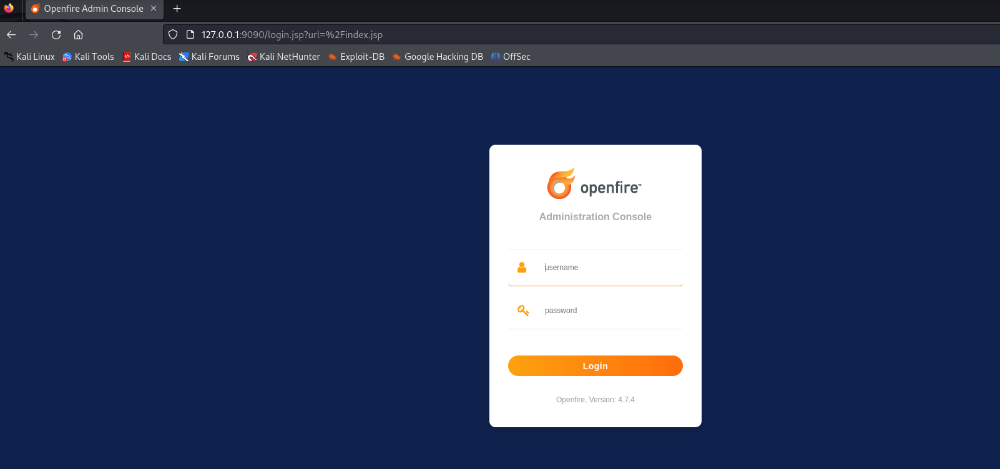 Openfire Admin Console
127.0.0.1:9090/login.jsp?url=%2Findex.jsp
Kali Linux Kali Tools Kali Docs Kali Forums Kali NetHunter Exploit-DB Google Hacking DB OffSec
openfire™
Administration Console
username
password
Login
Openfire, Version: 4.7.4